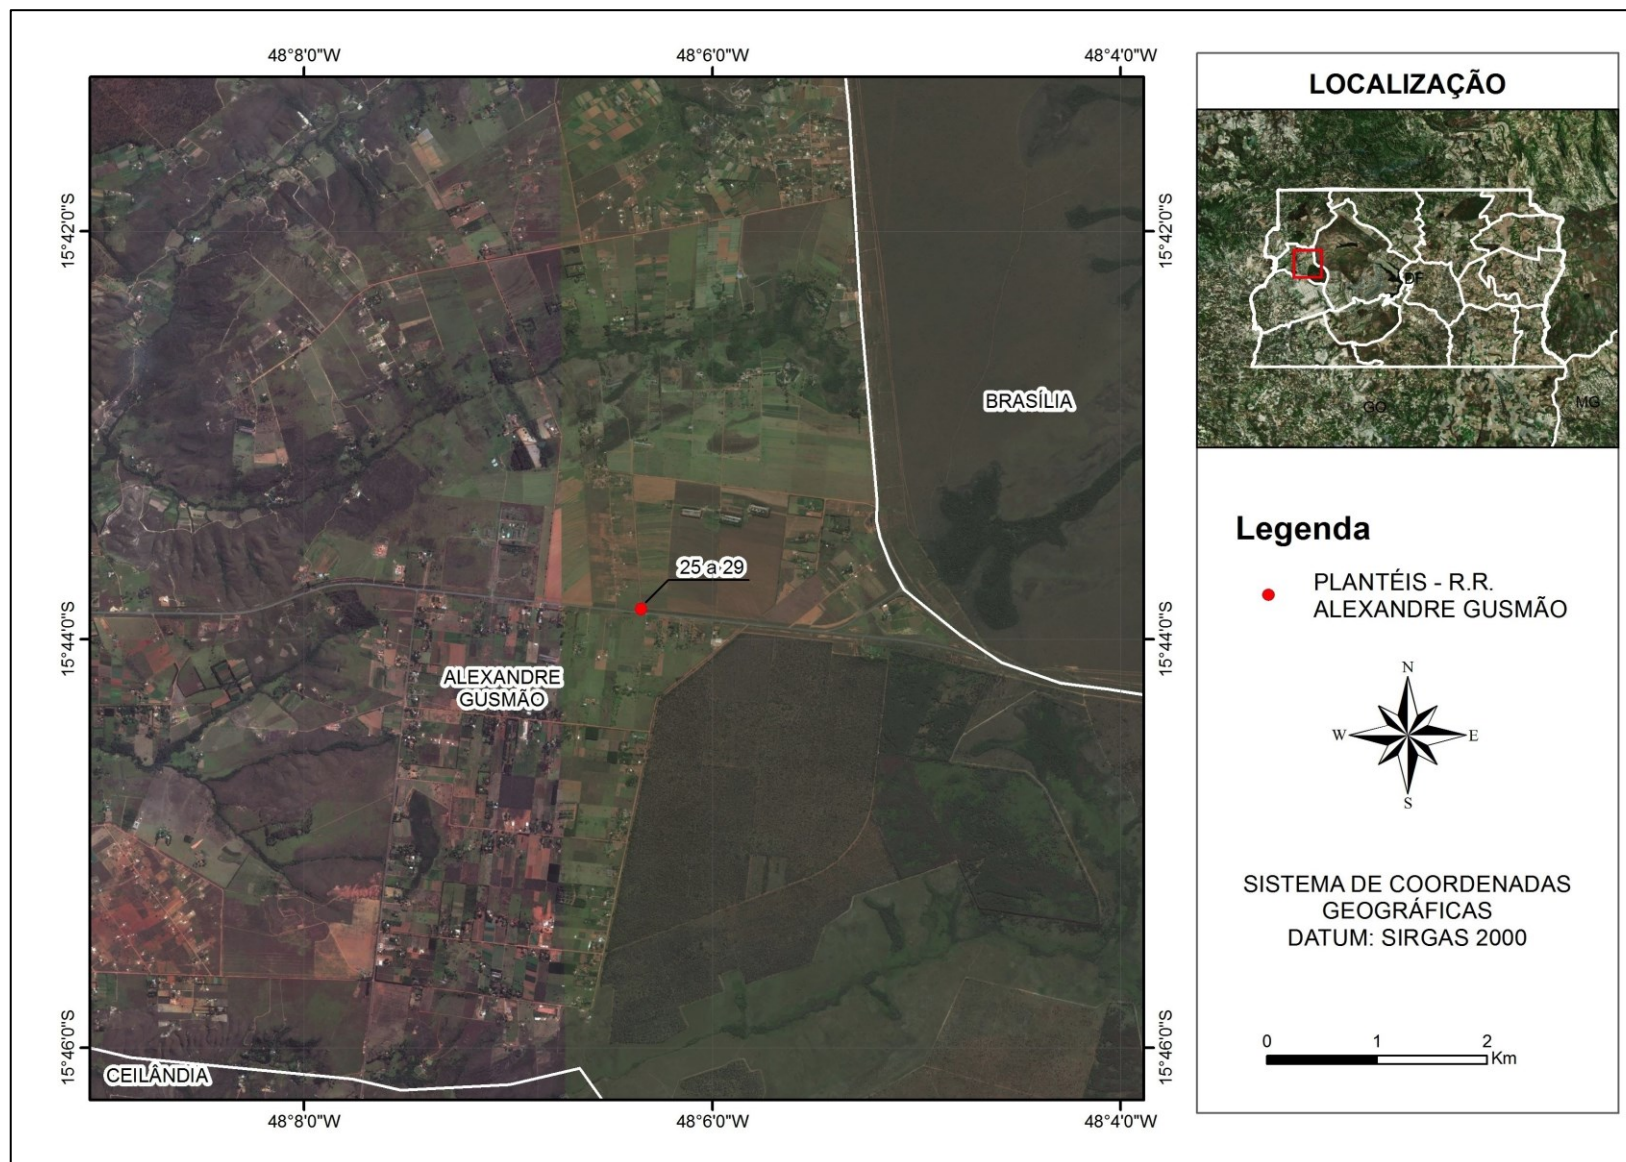 48°8'0"W
48°6'0"W
48°4'0"W
15°42'0"S
15°42'0"S
BRASÍLIA
25 a 29
15°44'0"S
15°44'0"S
ALEXANDRE
GUSMÃO
15°46'0"S
15°46'0"S
CEILÂNDIA
48°8'0"W
48°6'0"W
48°4'0"W
LOCALIZAÇÃO
DF
GO
MG
Legenda
PLANTÉIS - R.R.
ALEXANDRE GUSMÃO
N
W
E
S
SISTEMA DE COORDENADAS
GEOGRÁFICAS
DATUM: SIRGAS 2000
0 1 2
Km